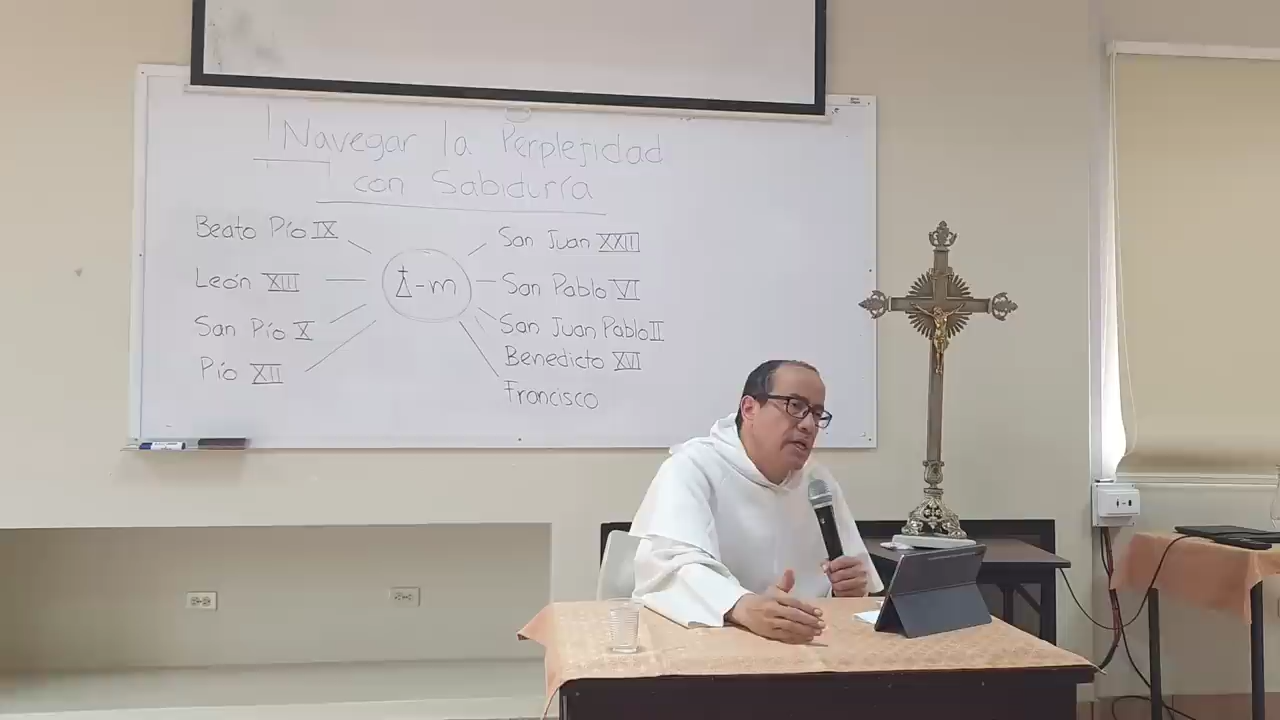 Navegar la Perplejidad
con Sabiduría
Beato Pío IX
León XIII
San Pío X
Pío XII
-m
San Juan XXIII
San Pablo VI
San Juan Pablo II
Benedicto XVI
Francisco